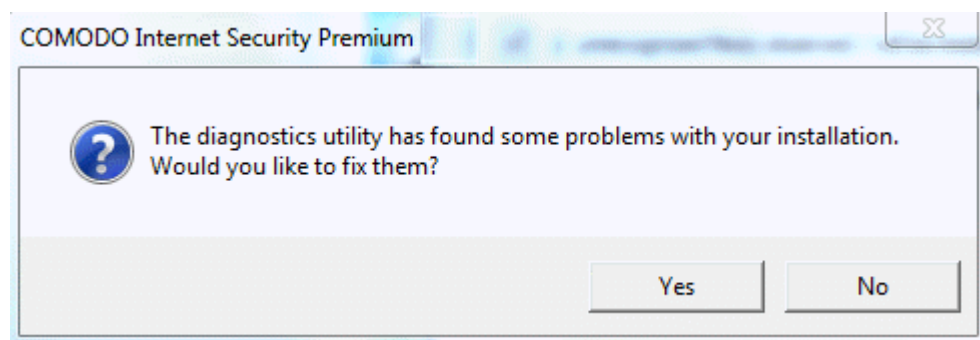 COMODO Internet Security Premium
The diagnostics utility has found some problems with your installation.
Would you like to fix them?
Yes
No